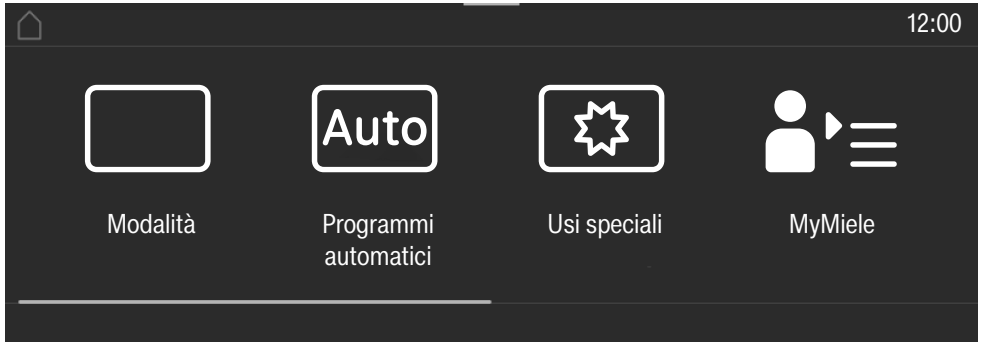 12:00
Auto
Modalità
Programmi
automatici
Usi speciali
MyMiele